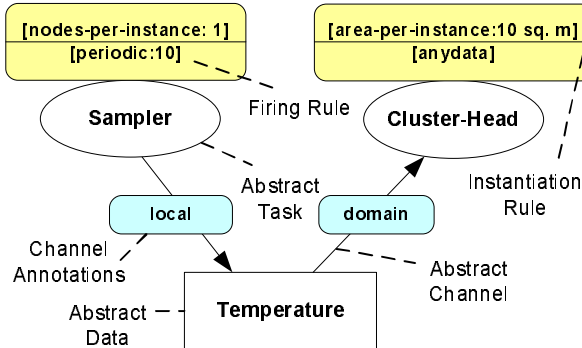 [nodes-per-instance: 1]
[periodic:10]
[area-per-instance:10 sq. m]
[anydata]
Firing Rule
Sampler
Cluster-Head
Abstract
Task
Instantiation
Rule
local
domain
Channel
Annotations
Abstract
Channel
Temperature
Abstract
Data